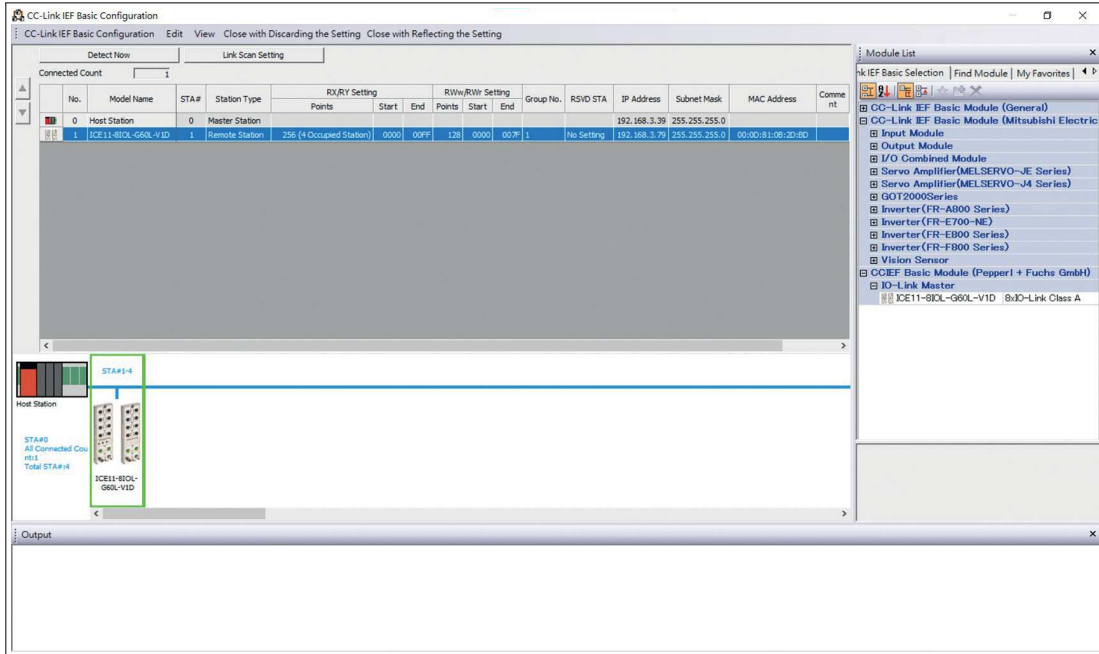 CC-Link IEF Basic Configuration
CC-Link IEF Basic Configuration Edit View Close with Discarding the Setting Close with Reflecting the Setting
Detect Now Link Scan Setting
Connected Count 1
No. Model Name STA# Station Type RX/RY Setting Points Start End RWw/RWr Setting Points Start End Group No. RSVD STA IP Address Subnet Mask MAC Address Comme nt
0 Host Station 0 Master Station 192.168.3.39 255.255.255.0
1 ICE11-8IOL-G60L-V1D 1 Remote Station 256 (4 Occupied Station) 0000 00FF 128 0000 007F 1 No Setting 192.168.3.79 255.255.255.0 00:0D:81:0B:2D:BD
STA#1-4
Host Station
STA#0
All Connected Cou
nt:1
Total STA#:4
ICE11-8IOL-
G60L-V1D
Module List
nk IEF Basic Selection Find Module My Favorites
CC-Link IEF Basic Module (General)
CC-Link IEF Basic Module (Mitsubishi Electric
Input Module
Output Module
I/O Combined Module
Servo Amplifier(MELSERVO-JE Series)
Servo Amplifier(MELSERVO-J4 Series)
GOT2000Series
Inverter(FR-A800 Series)
Inverter(FR-E700-NE)
Inverter(FR-E800 Series)
Inverter(FR-F800 Series)
Vision Sensor
CCIEF Basic Module (Pepperl + Fuchs GmbH)
IO-Link Master
ICE11-8IOL-G60L-V1D 8xIO-Link Class A
Output